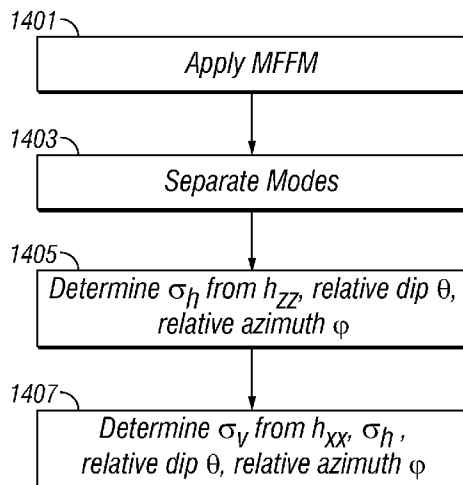 1401
Apply MFFM
1403
Separate Modes
1405
Determine σh from hzz, relative dip θ,
relative azimuth φ
1407
Determine σv from hxx, σh ,
relative dip θ, relative azimuth φ